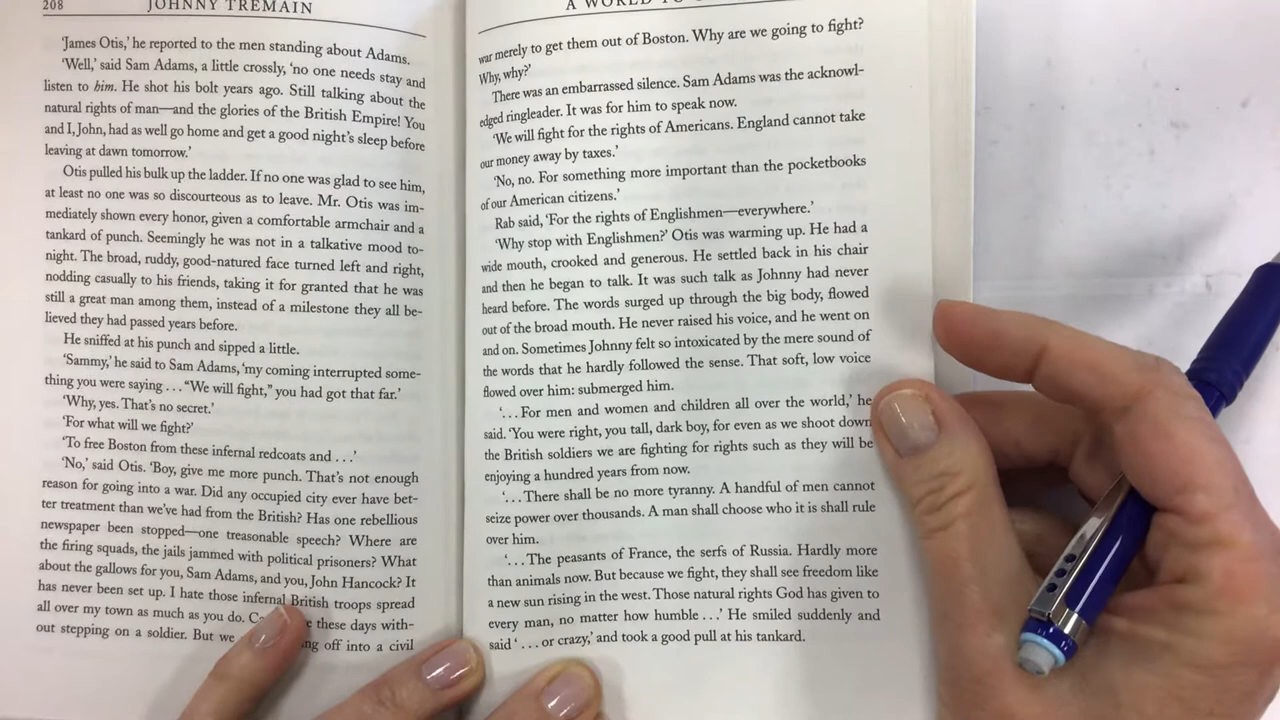 208
JOHNNY TREMAIN
'James Otis,' he reported to the men standing about Adams.
'Well,' said Sam Adams, a little crossly, 'no one needs stay and
listen to him. He shot his bolt years ago. Still talking about the
natural rights of man—and the glories of the British Empire! You
and I, John, had as well go home and get a good night's sleep before
leaving at dawn tomorrow.'
Otis pulled his bulk up the ladder. If no one was glad to see him,
at least no one was so discourteous as to leave. Mr. Otis was im-
mediately shown every honor, given a comfortable armchair and a
tankard of punch. Seemingly he was not in a talkative mood to-
night. The broad, ruddy, good-natured face turned left and right,
nodding casually to his friends, taking it for granted that he was
still a great man among them, instead of a milestone they all be-
lieved they had passed years before.
He sniffed at his punch and sipped a little.
'Sammy,' he said to Sam Adams, 'my coming interrupted some-
thing you were saying . . . "We will fight," you had got that far.'
'Why, yes. That's no secret.'
'For what will we fight?'
'To free Boston from these infernal redcoats and . . .'
'No,' said Otis. 'Boy, give me more punch. That's not enough
reason for going into a war. Did any occupied city ever have bet-
ter treatment than we've had from the British? Has one rebellious
newspaper been stopped—one treasonable speech? Where are
the firing squads, the jails jammed with political prisoners? What
about the gallows for you, Sam Adams, and you, John Hancock? It
has never been set up. I hate those infernal British troops spread
all over my town as much as you do. these days with-
out stepping on a soldier. But we off into a civil
A WORLD TO
war merely to get them out of Boston. Why are we going to fight?
Why, why?'
There was an embarrassed silence. Sam Adams was the acknowl-
edged ringleader. It was for him to speak now.
'We will fight for the rights of Americans. England cannot take
our money away by taxes.'
'No, no. For something more important than the pocketbooks
of our American citizens.'
Rab said, 'For the rights of Englishmen—everywhere.'
'Why stop with Englishmen?' Otis was warming up. He had a
wide mouth, crooked and generous. He settled back in his chair
and then he began to talk. It was such talk as Johnny had never
heard before. The words surged up through the big body, flowed
out of the broad mouth. He never raised his voice, and he went on
and on. Sometimes Johnny felt so intoxicated by the mere sound of
the words that he hardly followed the sense. That soft, low voice
flowed over him: submerged him.
'. . . For men and women and children all over the world,' he
said. 'You were right, you tall, dark boy, for even as we shoot down
the British soldiers we are fighting for rights such as they will be
enjoying a hundred years from now.
'. . . There shall be no more tyranny. A handful of men cannot
seize power over thousands. A man shall choose who it is shall rule
over him.
'. . . The peasants of France, the serfs of Russia. Hardly more
than animals now. But because we fight, they shall see freedom like
a new sun rising in the west. Those natural rights God has given to
every man, no matter how humble . . .' He smiled suddenly and
said ' . . . or crazy,' and took a good pull at his tankard.